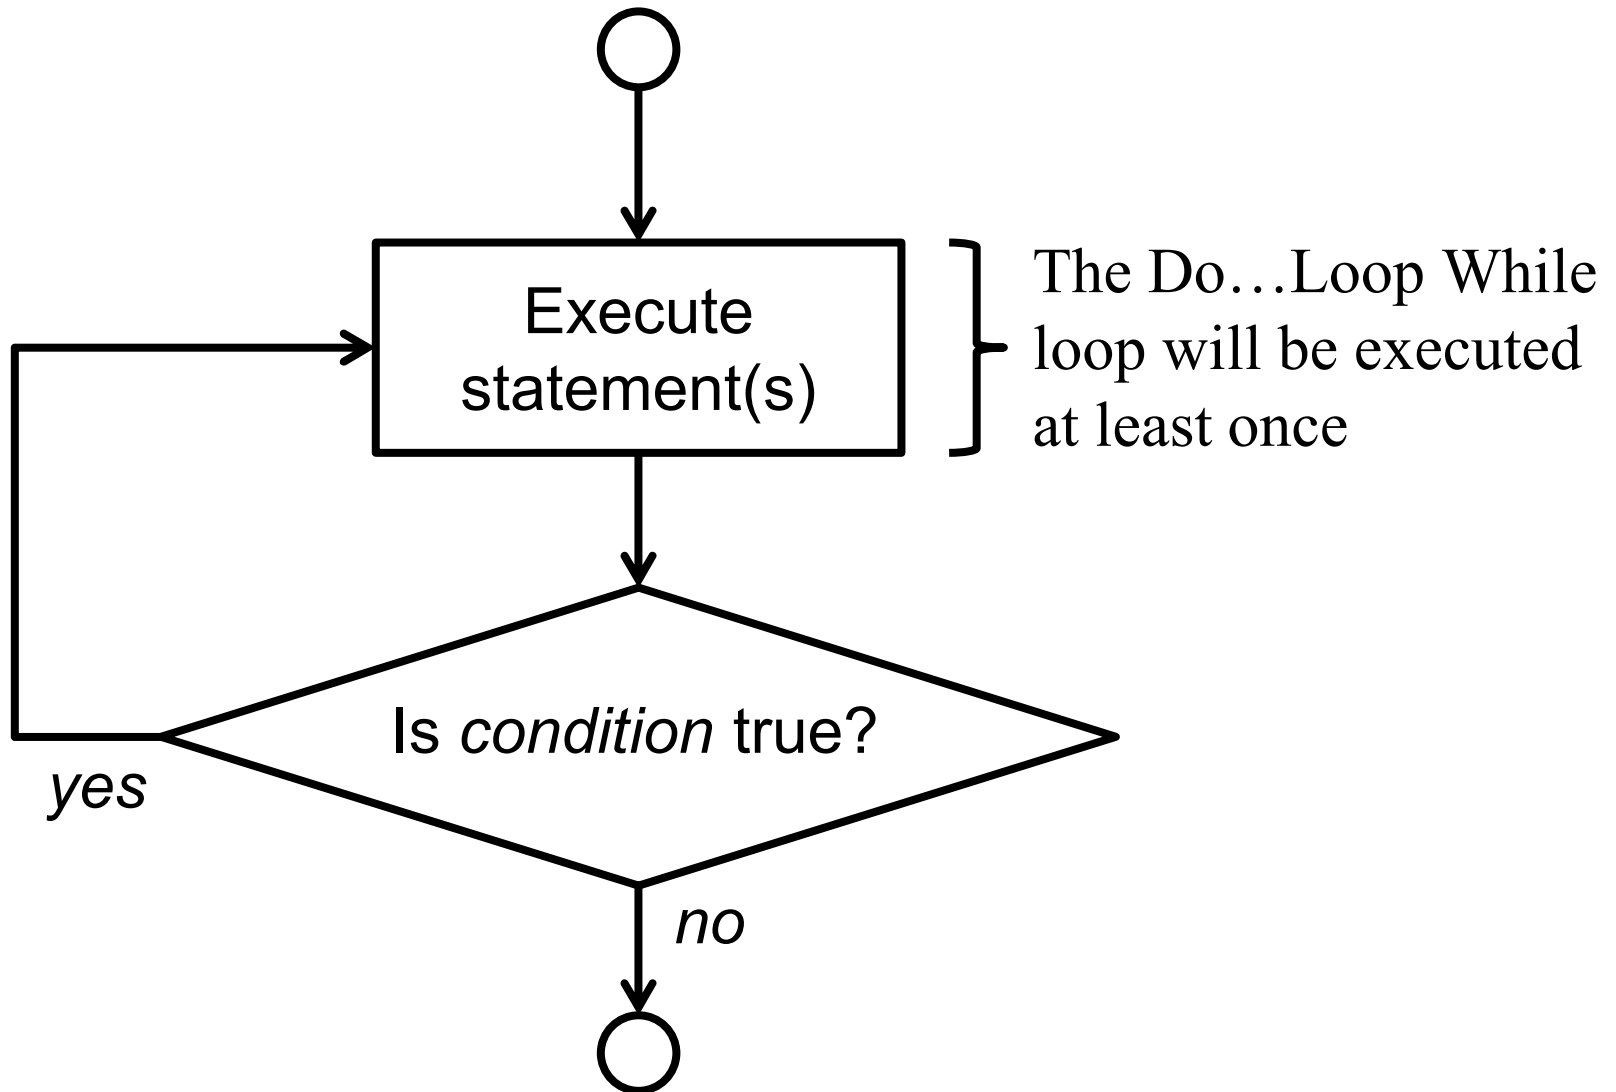 Execute
statement(s)
The Do…Loop While
loop will be executed
at least once
Is condition true?
yes
no